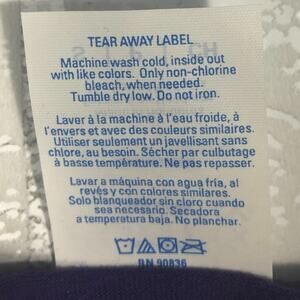 TEAR AWAY LABEL
Machine wash cold, inside out
with like colors. Only non-chlorine
bleach, when needed.
Tumble dry low. Do not iron.
Laver à la machine à l'eau froide, à
l'envers et avec des couleurs similaires.
Utiliser seulement un javellisant sans
chlore, au besoin. Sécher par culbutage
à basse température. Ne pas repasser.
Lavar a máquina con agua fría, al
revés y con colores similares.
Solo blanqueador sin cloro cuando
sea necesario. Secadora
a temperatura baja. No planchar.
RN 90836